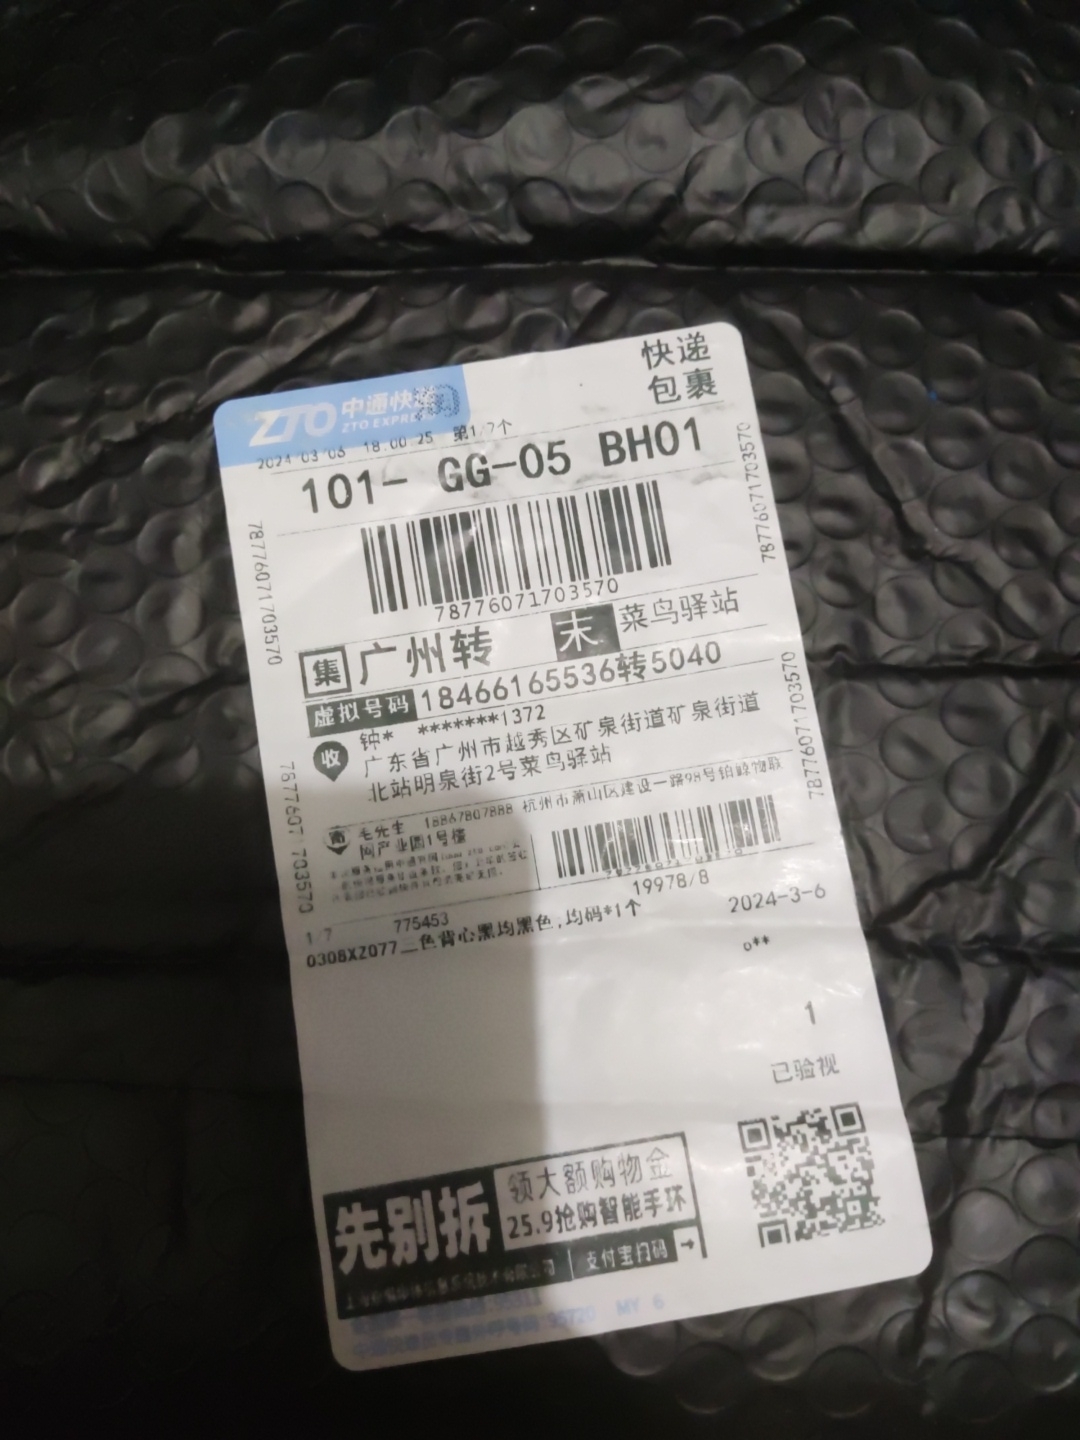 快递
包裹
ZTO 中通快递
ZTO EXPRESS
2024 03 06 18:00:25 第1/7个
101- GG-05 BH01
78776071703570
78776071703570
78776071703570
集 广州转 末 菜鸟驿站
虚拟号码 18466165536转5040
收 钟* *******1372
广东省广州市越秀区矿泉街道矿泉街道
北站明泉街2号菜鸟驿站
78776071703570
78776071703570
寄 毛先生 18867807888 杭州市萧山区建设一路98号铂鲸物联
网产业园1号楼
19978/8
1 7 775453 2024-3-6
0308XZ077二色背心黑均黑色,均码*1个
o**
1
已验视
先别拆
领大额购物金
25.9抢购智能手环
支付宝扫码
MY 6